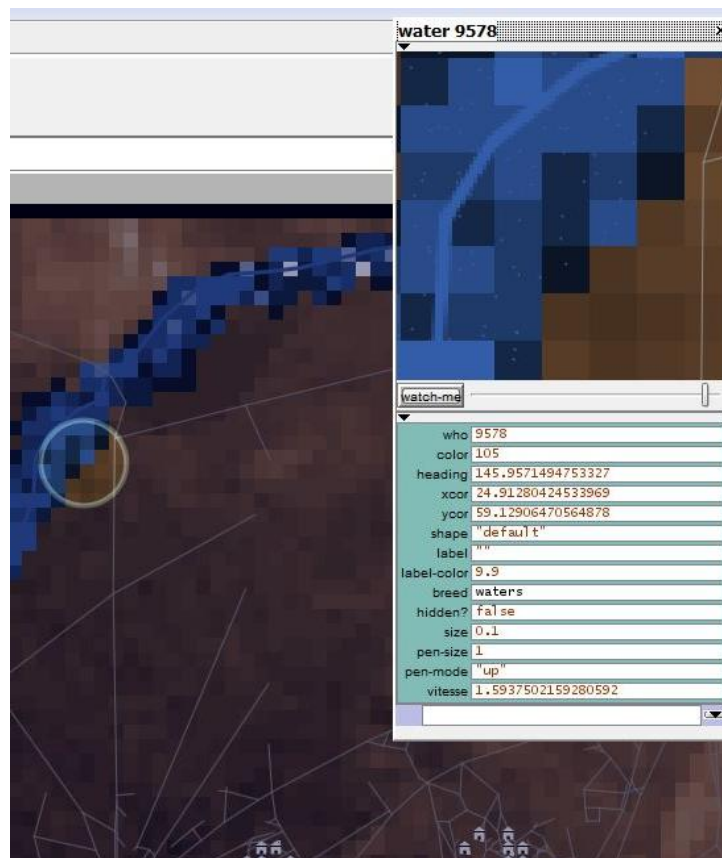 water 9578
watch-me
who 9578
color 105
heading 145.9571494753327
xcor 24.91280424533969
ycor 59.12906470564878
shape "default"
label ""
label-color 9.9
breed waters
hidden? false
size 0.1
pen-size 1
pen-mode "up"
vitesse 1.5937502159280592